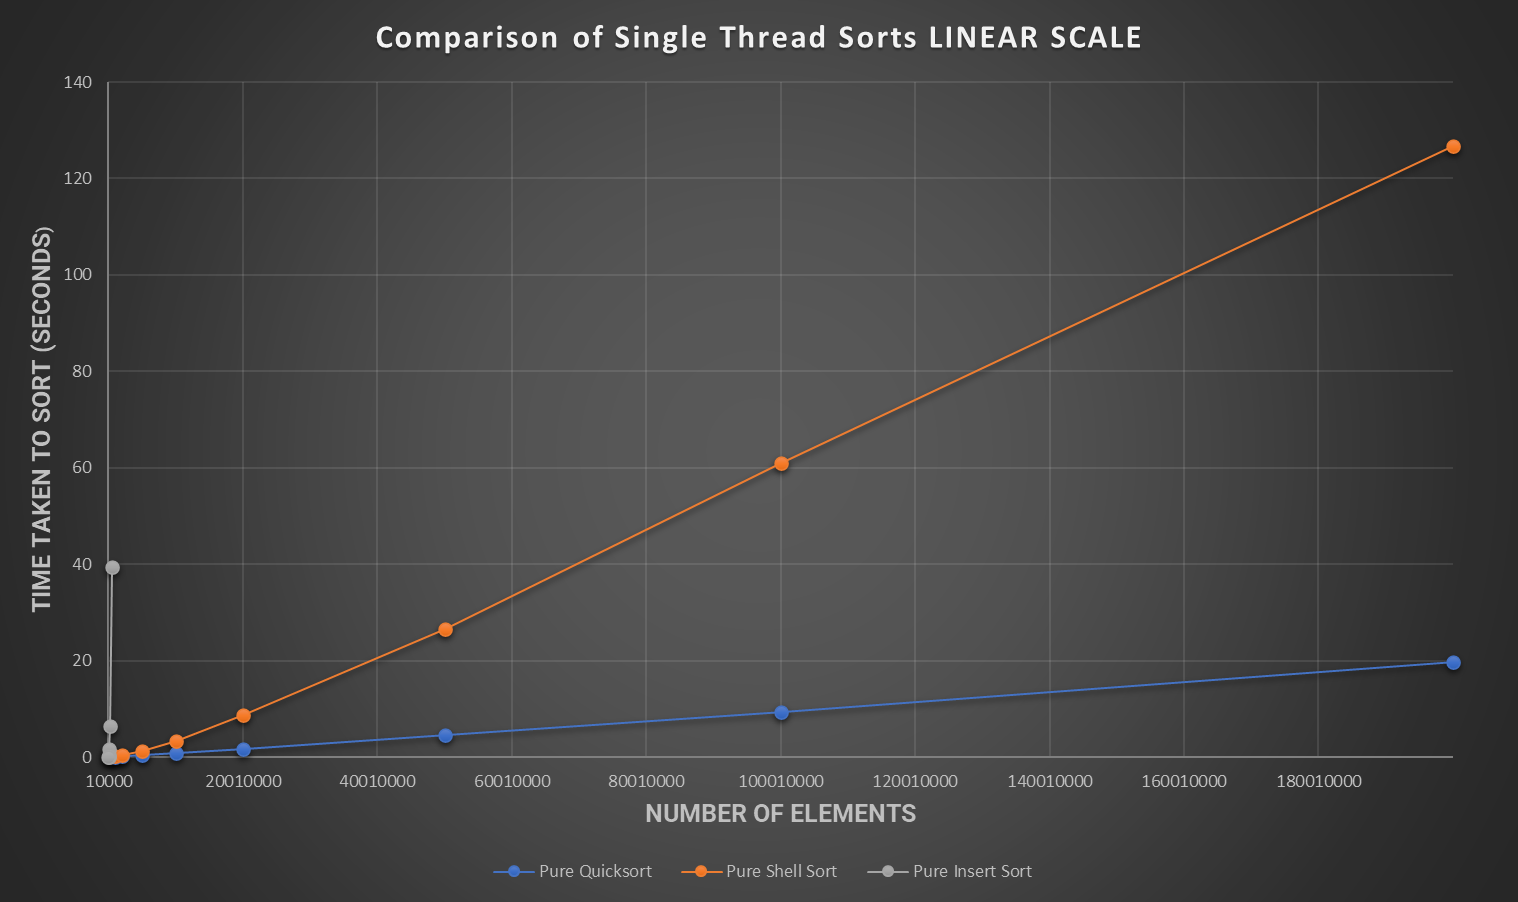 Comparison of Single Thread Sorts LINEAR SCALE
TIME TAKEN TO SORT (SECONDS)
140
120
100
80
60
40
20
0
10000 20010000 40010000 60010000 80010000 100010000 120010000 140010000 160010000 180010000
NUMBER OF ELEMENTS
Pure Quicksort Pure Shell Sort Pure Insert Sort